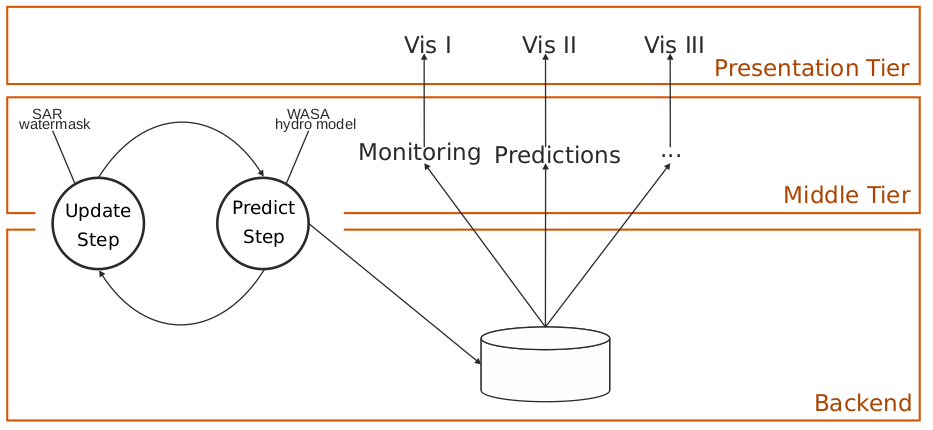 Vis I
Vis II
Vis III
Presentation Tier
SAR
watermask
WASA
hydro model
Monitoring
Predictions
...
Middle Tier
Update
Step
Predict
Step
Backend